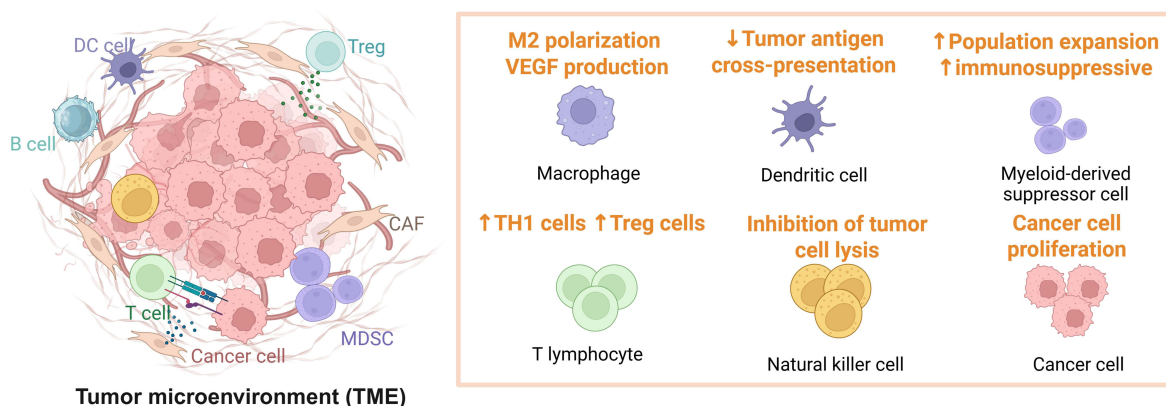 DC cell
Treg
B cell
CAF
T cell
Cancer cell
MDSC
Tumor microenvironment (TME)
M2 polarization
VEGF production
Macrophage
↓Tumor antigen
cross-presentation
Dendritic cell
↑Population expansion
↑immunosuppressive
Myeloid-derived
suppressor cell
↑TH1 cells ↑Treg cells
T lymphocyte
Inhibition of tumor
cell lysis
Natural killer cell
Cancer cell
proliferation
Cancer cell